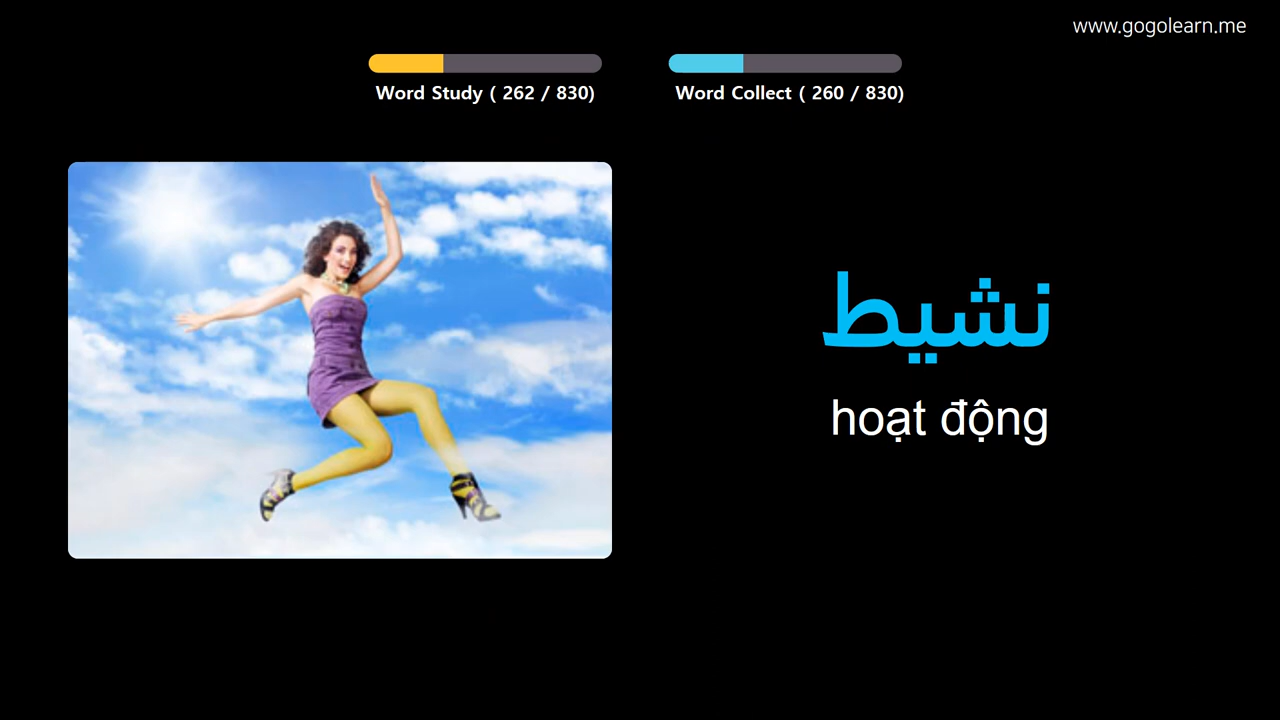 www.gogolearn.me
Word Study ( 262 / 830)
Word Collect ( 260 / 830)
نشيط
hoạt động